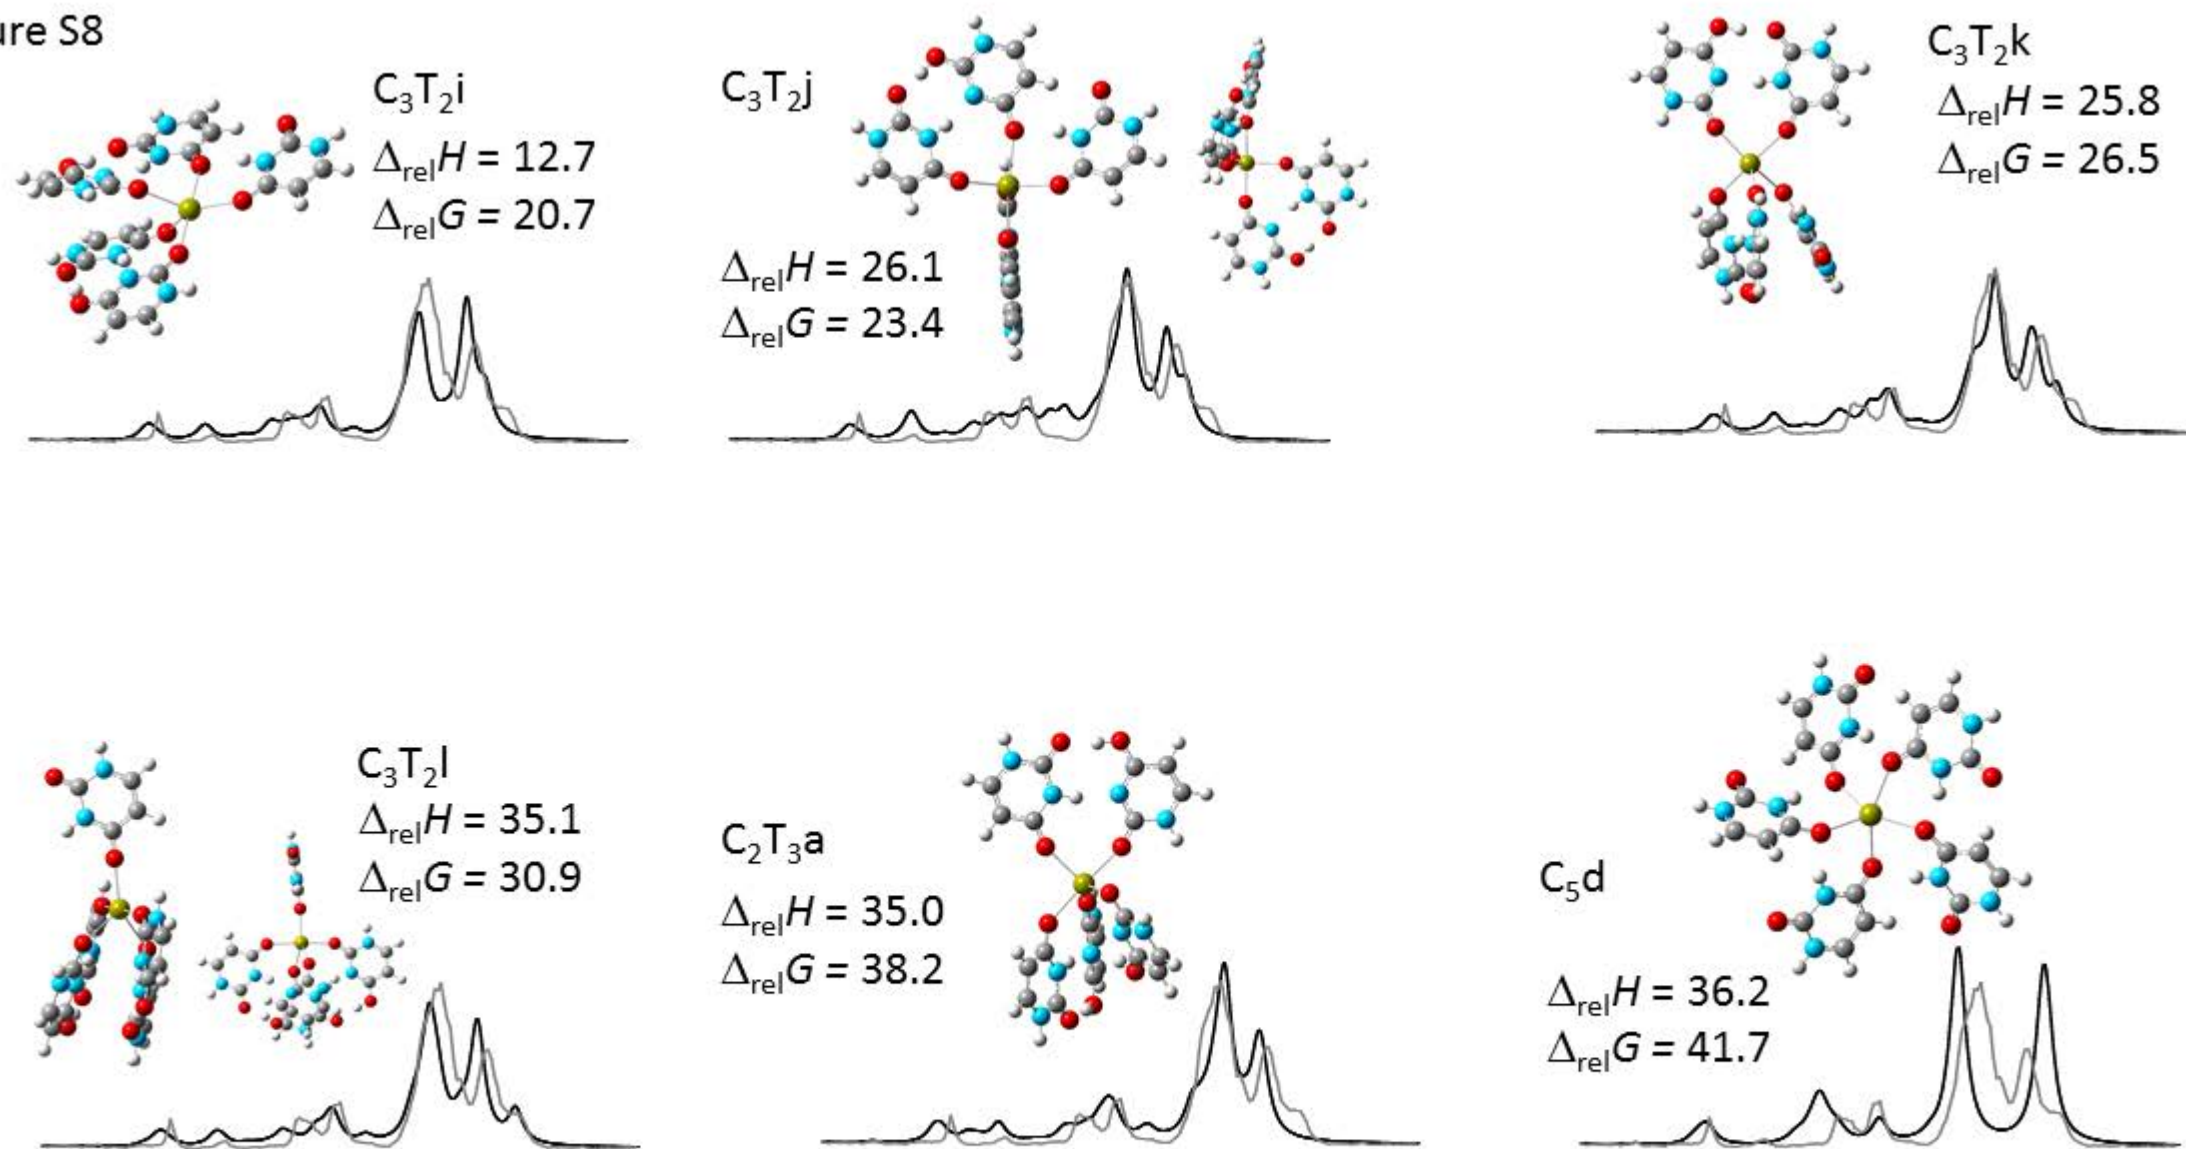 ure S8
C₃T₂i
ΔrelH = 12.7
ΔrelG = 20.7
C₃T₂j
ΔrelH = 26.1
ΔrelG = 23.4
C₃T₂k
ΔrelH = 25.8
ΔrelG = 26.5
C₃T₂l
ΔrelH = 35.1
ΔrelG = 30.9
C₂T₃a
ΔrelH = 35.0
ΔrelG = 38.2
C₅d
ΔrelH = 36.2
ΔrelG = 41.7